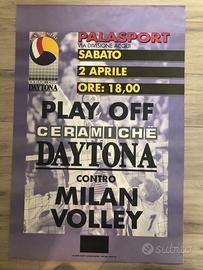 PALASPORT
VIA DIVISIONE ACQUI
SABATO
2 APRILE
ORE: 18,00
DAYTONA
PLAY OFF
CERAMICHE
DAYTONA
CONTRO
MILAN
VOLLEY
subito